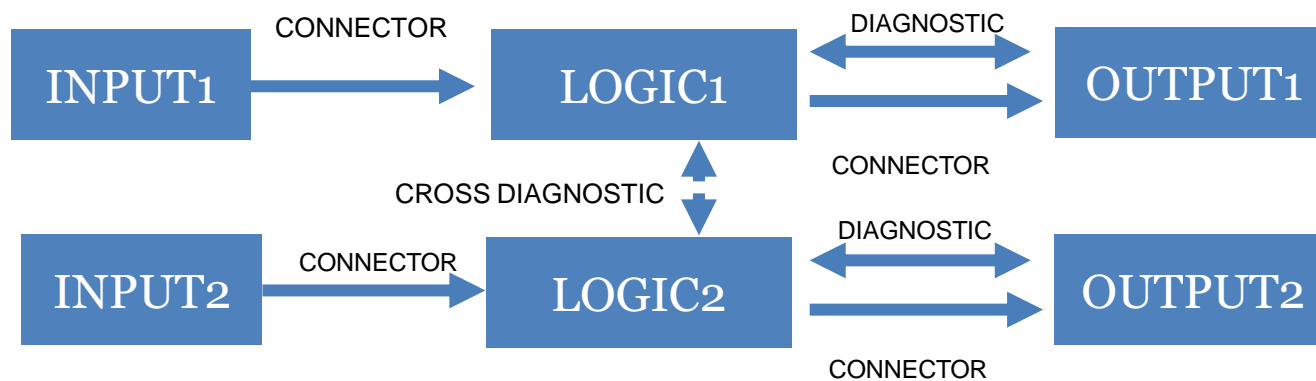 CONNECTOR
DIAGNOSTIC
INPUT1
LOGIC1
OUTPUT1
CONNECTOR
CROSS DIAGNOSTIC
DIAGNOSTIC
CONNECTOR
INPUT2
LOGIC2
OUTPUT2
CONNECTOR